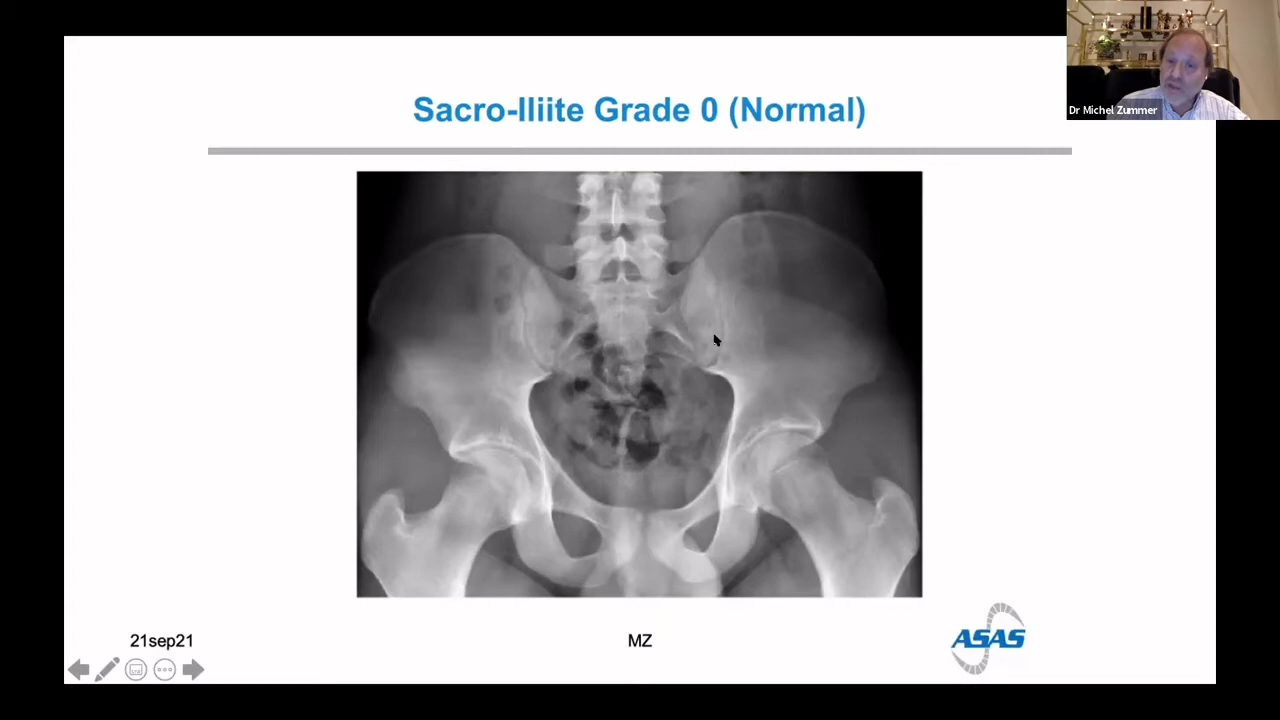 Sacro-Iliite Grade 0 (Normal)
Dr Michel Zummer
21sep21
MZ
ASAS